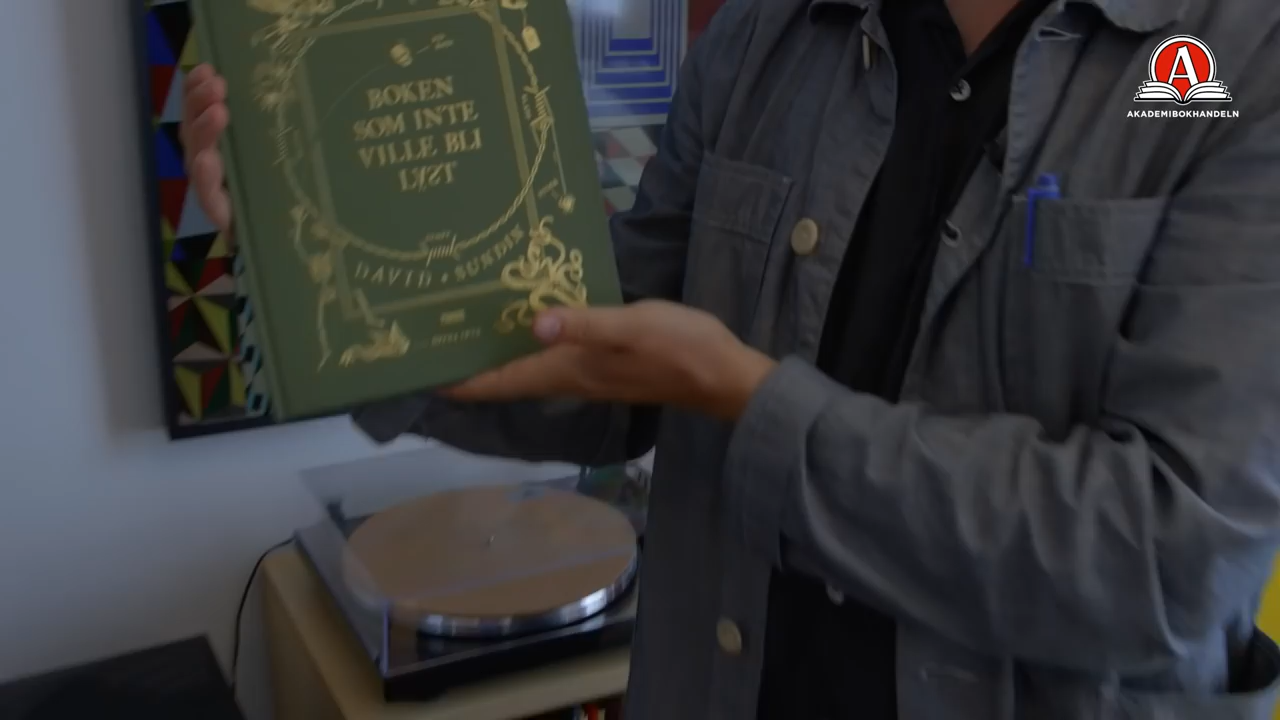 BOKEN
SOM INTE
VILLE BLI
LÄST
DAVID • SUNDIN
A
AKADEMIBOKHANDELN